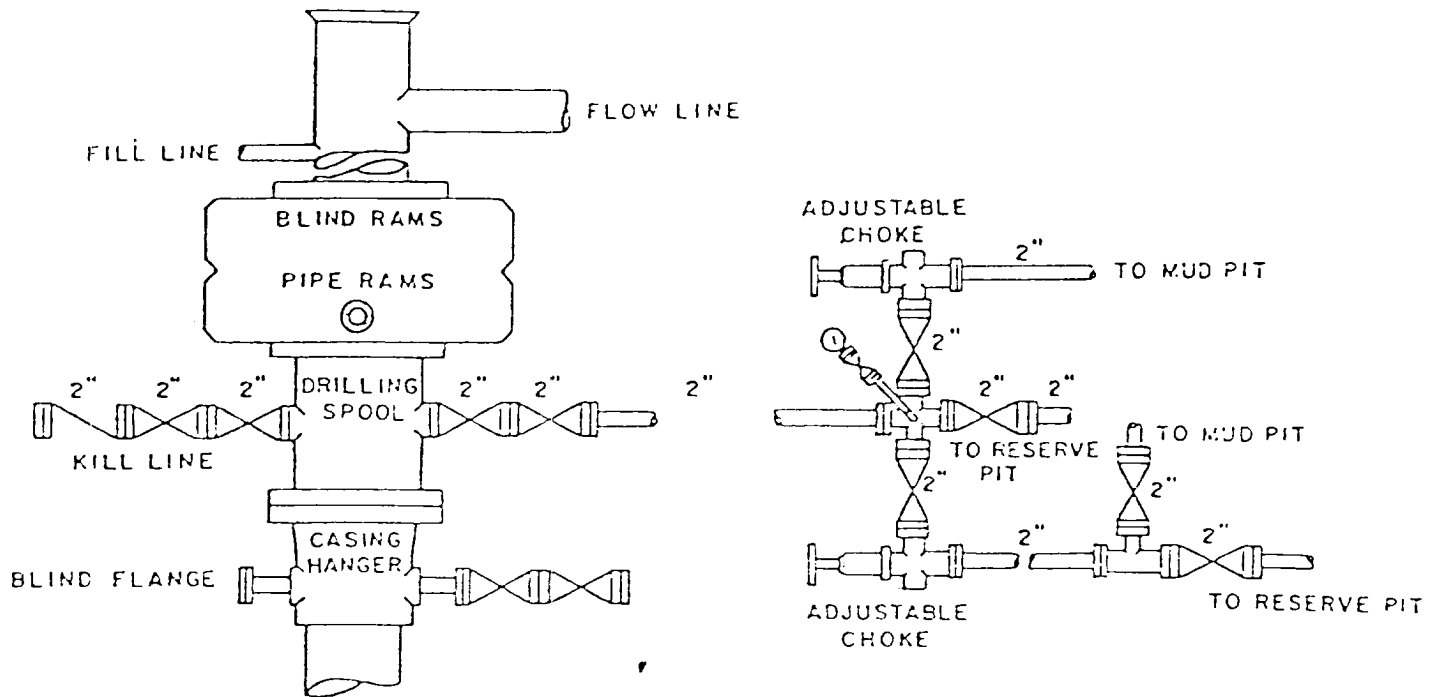 FLOW LINE
FILL LINE
BLIND RAMS
PIPE RAMS
2" 2" 2"
DRILLING
SPOOL
2" 2" 2"
KILL LINE
CASING
HANGER
BLIND FLANGE
ADJUSTABLE
CHOKE
2"
TO MUD PIT
2"
2" 2"
TO RESERVE
PIT
TO MUD PIT
2"
2"
2"
2"
TO RESERVE PIT
ADJUSTABLE
CHOKE